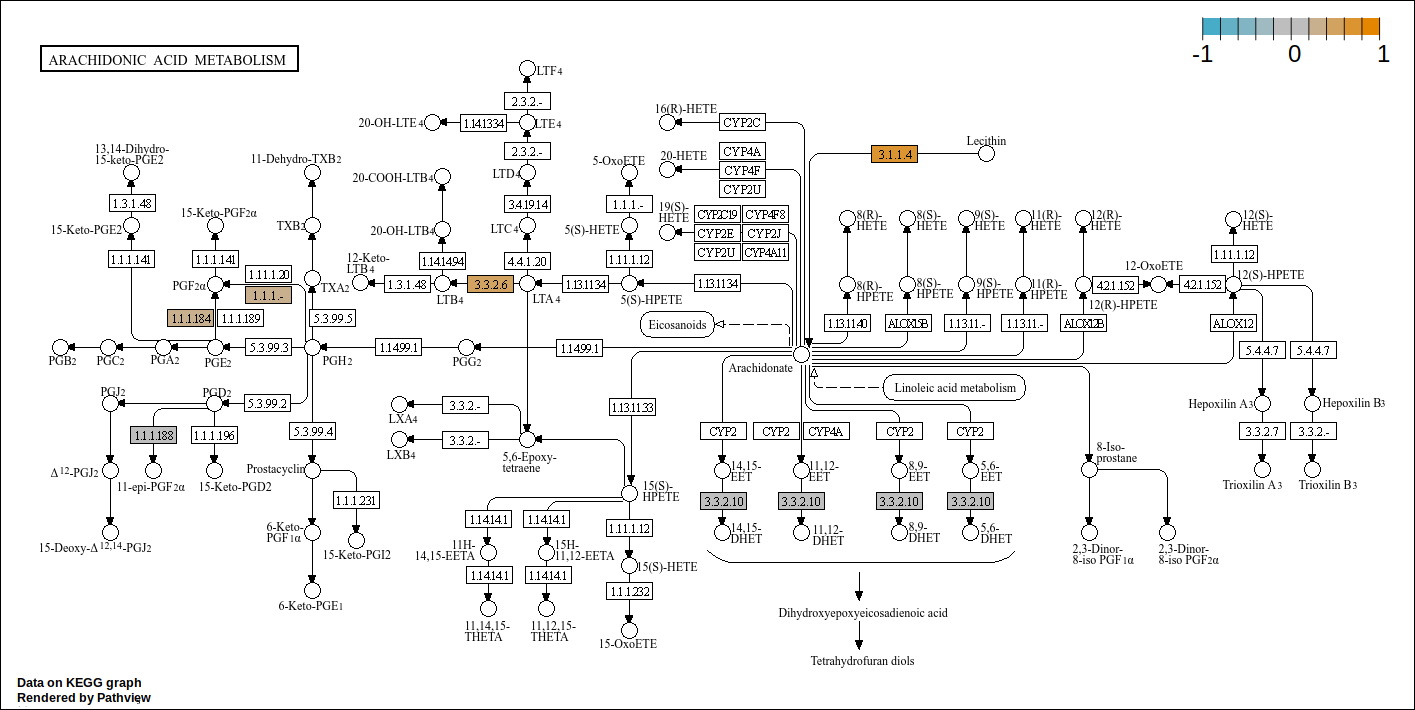 ARACHIDONIC ACID METABOLISM
-1 0 1
LTF4
2.3.2.-
20-OH-LTE4
1.14.13.34
LTE4
2.3.2.-
LTD4
3.4.19.14
LTC4
4.4.1.20
LTA4
16(R)-HETE
CYP2C
20-HETE
CYP4A
CYP4F
CYP2U
19(S)-
HETE
CYP2C19
CYP4F8
CYP2E
CYP2J
CYP2U
CYP4A11
3.1.1.4
Lecithin
13,14-Dihydro-
15-keto-PGE2
1.3.1.48
15-Keto-PGE2
1.1.1.141
11-Dehydro-TXB2
TXB2
TXA2
5.3.99.5
15-Keto-PGF2α
1.1.1.141
PGF2α
1.11.1.20
1.1.1.-
1.1.1.184
1.1.1.189
20-COOH-LTB4
20-OH-LTB4
1.14.14.94
12-Keto-
LTB4
1.3.1.48
LTB4
3.3.2.6
5-OxoETE
1.1.1.-
5(S)-HETE
1.11.1.12
1.13.11.34
5(S)-HPETE
1.13.11.34
8(R)-
HETE
8(S)-
HETE
9(S)-
HETE
11(R)-
HETE
12(R)-
HETE
12(S)-
HETE
1.11.1.12
8(R)-
HPETE
8(S)-
HPETE
9(S)-
HPETE
11(R)-
HPETE
4.2.1.152
12-OxoETE
4.2.1.152
12(S)-HPETE
12(R)-HPETE
1.13.11.40
ALOX15B
1.13.11.-
1.13.11.-
ALOX12B
ALOX12
Eicosanoids
PGB2
PGC2
PGA2
PGE2
5.3.99.3
PGH2
1.14.99.1
PGG2
1.14.99.1
Arachidonate
5.4.4.7
5.4.4.7
Linoleic acid metabolism
PGJ2
PGD2
5.3.99.2
1.1.1.188
1.1.1.196
5.3.99.4
LXA4
3.3.2.-
LXB4
3.3.2.-
5,6-Epoxy-
tetraene
1.13.11.33
CYP2
CYP2
CYP4A
CYP2
CYP2
Hepoxilin A3
Hepoxilin B3
3.3.2.7
3.3.2.-
Trioxilin A3
Trioxilin B3
Δ12-PGJ2
11-epi-PGF2α
15-Keto-PGD2
Prostacyclin
1.1.1.231
15(S)-
HPETE
14,15-
EET
11,12-
EET
8,9-
EET
5,6-
EET
8-Iso-
prostane
3.3.2.10
3.3.2.10
3.3.2.10
3.3.2.10
14,15-
DHET
11,12-
DHET
8,9-
DHET
5,6-
DHET
15-Deoxy-Δ12,14-PGJ2
6-Keto-
PGF1α
15-Keto-PGI2
6-Keto-PGE1
1.14.14.1
1.14.14.1
1.11.1.12
11H-
14,15-EETA
15H-
11,12-EETA
15(S)-HETE
1.14.14.1
1.14.14.1
1.1.1.232
11,14,15-
THETA
11,12,15-
THETA
15-OxoETE
2,3-Dinor-
8-iso PGF1α
2,3-Dinor-
8-iso PGF2α
Dihydroxyepoxyeicosadienoic acid
Tetrahydrofuran diols
Data on KEGG graph
Rendered by Pathview